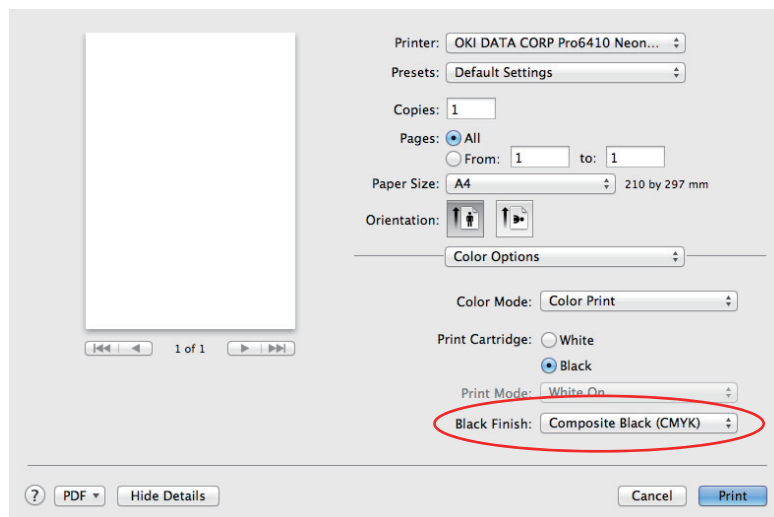 Printer: OKI DATA CORP Pro6410 Neon...
Presets: Default Settings
Copies: 1
Pages: All
From: 1 to: 1
Paper Size: A4 210 by 297 mm
Orientation:
Color Options
Color Mode: Color Print
Print Cartridge: White
Black
Print Mode: White On
Black Finish: Composite Black (CMYK)
1 of 1
? PDF Hide Details Cancel Print